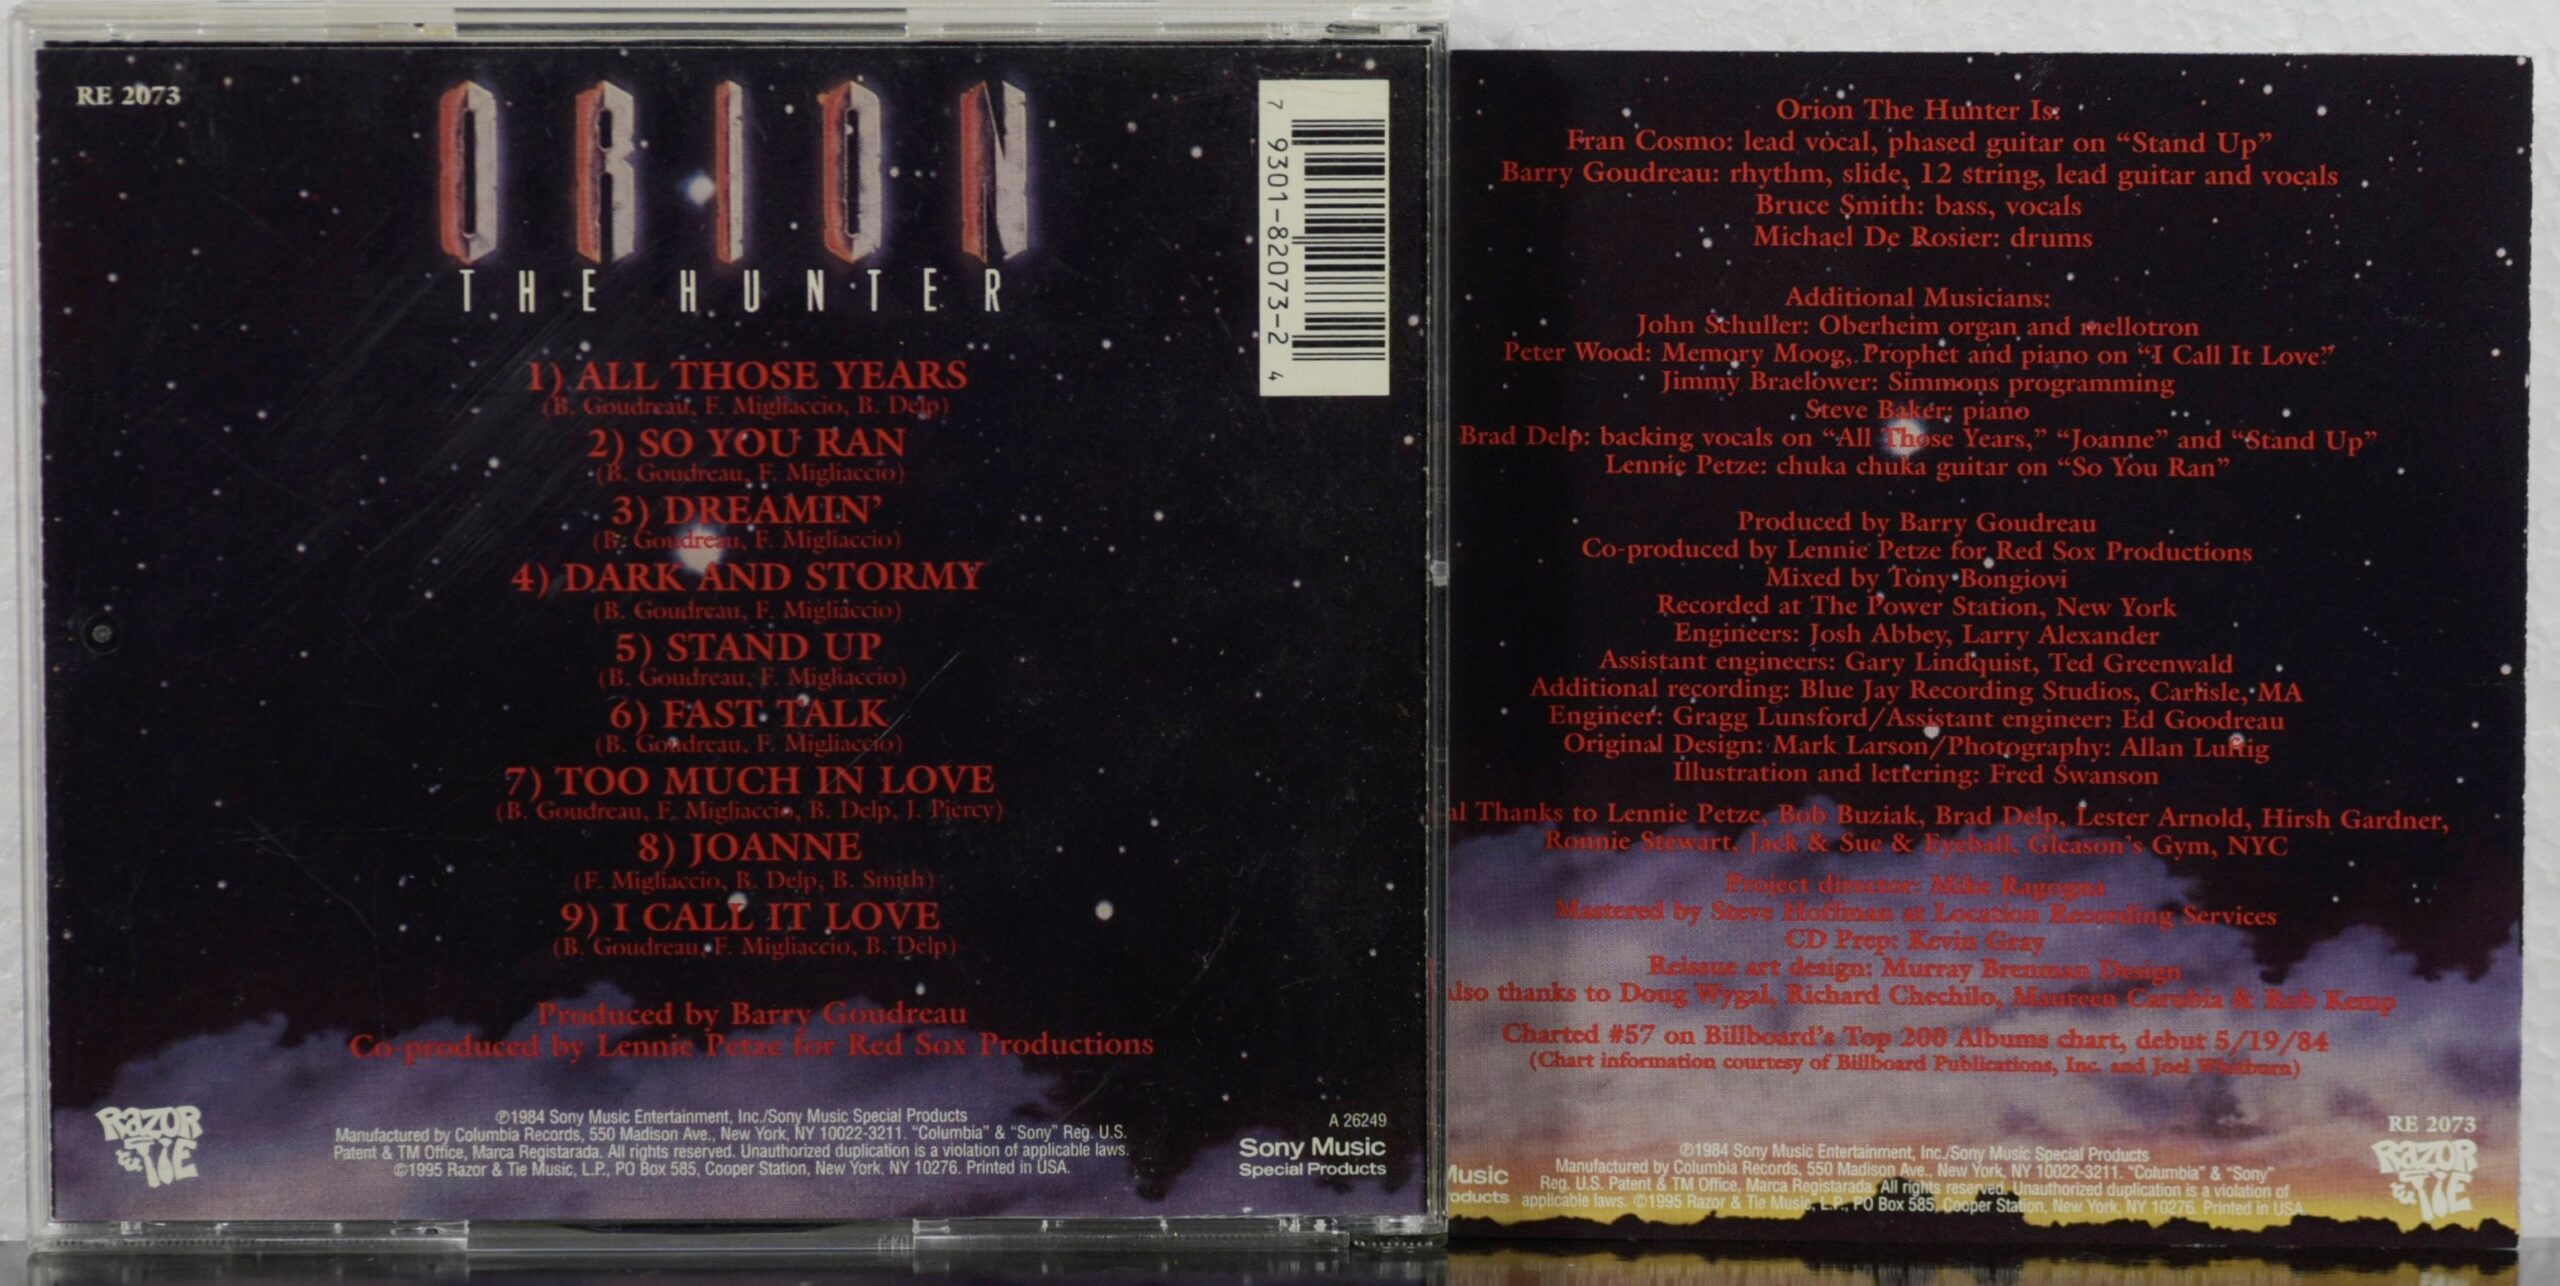 RE 2073
ORION
THE HUNTER
7 9301-82073-2 4
1) ALL THOSE YEARS
(B. Goudreau, F. Migliaccio, B. Delp)
2) SO YOU RAN
(B. Goudreau, F. Migliaccio)
3) DREAMIN'
(B. Goudreau, F. Migliaccio)
4) DARK AND STORMY
(B. Goudreau, F. Migliaccio)
5) STAND UP
(B. Goudreau, F. Migliaccio)
6) FAST TALK
(B. Goudreau, F. Migliaccio)
7) TOO MUCH IN LOVE
(B. Goudreau, F. Migliaccio, B. Delp, J. Piercy)
8) JOANNE
(F. Migliaccio, B. Delp, B. Smith)
9) I CALL IT LOVE
(B. Goudreau, F. Migliaccio, B. Delp)
Produced by Barry Goudreau
Co-produced by Lennie Petze for Red Sox Productions
RAZOR & TIE
℗1984 Sony Music Entertainment, Inc./Sony Music Special Products
Manufactured by Columbia Records, 550 Madison Ave., New York, NY 10022-3211. "Columbia" & "Sony" Reg. U.S.
Patent & TM Office, Marca Registarada. All rights reserved. Unauthorized duplication is a violation of applicable laws.
©1995 Razor & Tie Music, L.P., PO Box 585, Cooper Station, New York, NY 10276. Printed in USA.
A 26249
Sony Music
Special Products
Orion The Hunter Is:
Fran Cosmo: lead vocal, phased guitar on "Stand Up"
Barry Goudreau: rhythm, slide, 12 string, lead guitar and vocals
Bruce Smith: bass, vocals
Michael De Rosier: drums
Additional Musicians:
John Schuller: Oberheim organ and mellotron
Peter Wood: Memory Moog, Prophet and piano on "I Call It Love"
Jimmy Braelower: Simmons programming
Steve Baker: piano
Brad Delp: backing vocals on "All Those Years," "Joanne" and "Stand Up"
Lennie Petze: chuka chuka guitar on "So You Ran"
Produced by Barry Goudreau
Co-produced by Lennie Petze for Red Sox Productions
Mixed by Tony Bongiovi
Recorded at The Power Station, New York
Engineers: Josh Abbey, Larry Alexander
Assistant engineers: Gary Lindquist, Ted Greenwald
Additional recording: Blue Jay Recording Studios, Carlisle, MA
Engineer: Gragg Lunsford/Assistant engineer: Ed Goodreau
Original Design: Mark Larson/Photography: Allan Luftig
Illustration and lettering: Fred Swanson
al Thanks to Lennie Petze, Bob Buziak, Brad Delp, Lester Arnold, Hirsh Gardner,
Ronnie Stewart, Jack & Sue & Eyeball, Gleason's Gym, NYC
Project director: Mike Ragogna
Mastered by Steve Hoffman at Location Recording Services
CD Prep: Kevin Gray
Reissue art design: Murray Brenman Design
Also thanks to Doug Wygal, Richard Chechilo, Maureen Carubia & Rob Kemp
Charted #57 on Billboard's Top 200 Albums chart, debut 5/19/84
(Chart information courtesy of Billboard Publications, Inc. and Joel Whitburn)
RE 2073
RAZOR & TIE
Music
oducts
℗1984 Sony Music Entertainment, Inc./Sony Music Special Products
Manufactured by Columbia Records, 550 Madison Ave., New York, NY 10022-3211. "Columbia" & "Sony"
Reg. U.S. Patent & TM Office, Marca Registarada. All rights reserved. Unauthorized duplication is a violation of
applicable laws. ©1995 Razor & Tie Music, L.P., PO Box 585, Cooper Station, New York, NY 10276. Printed in USA.